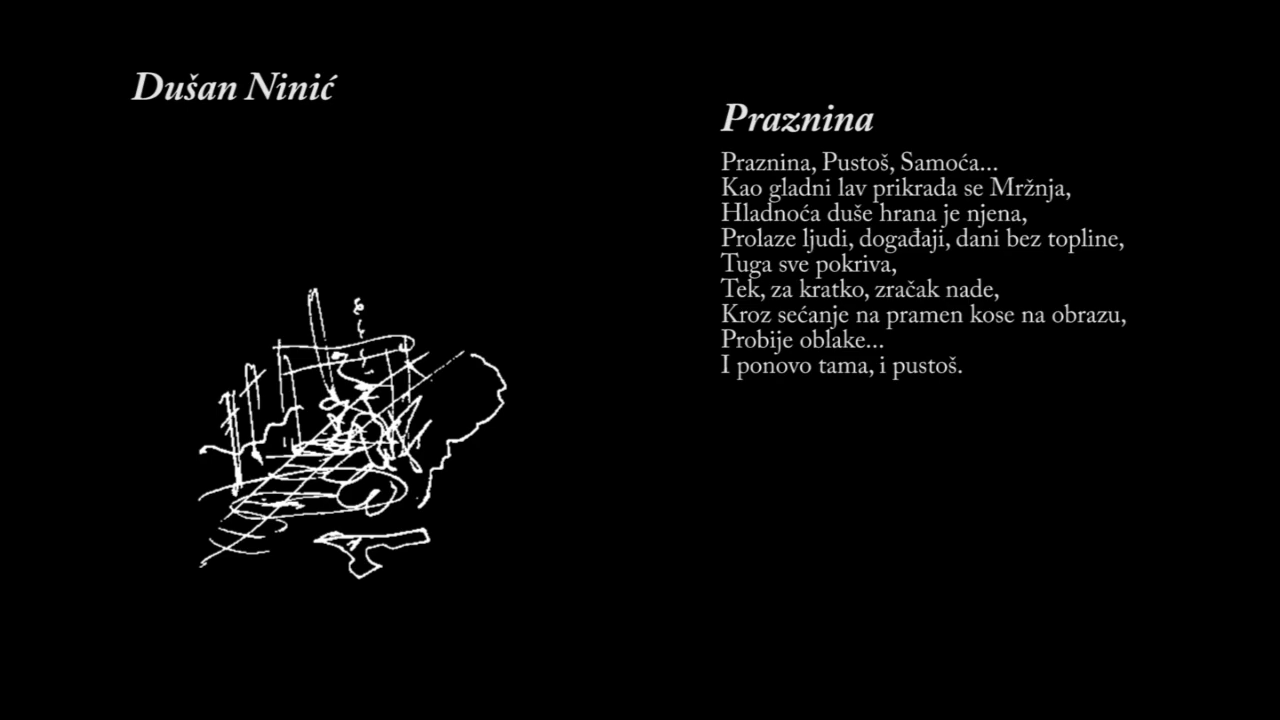 Dušan Ninić
Praznina
Praznina, Pustoš, Samoća...
Kao gladni lav prikrada se Mržnja,
Hladnoća duše hrana je njena,
Prolaze ljudi, događaji, dani bez topline,
Tuga sve pokriva,
Tek, za kratko, zračak nade,
Kroz sećanje na pramen kose na obrazu,
Probije oblake...
I ponovo tama, i pustoš.